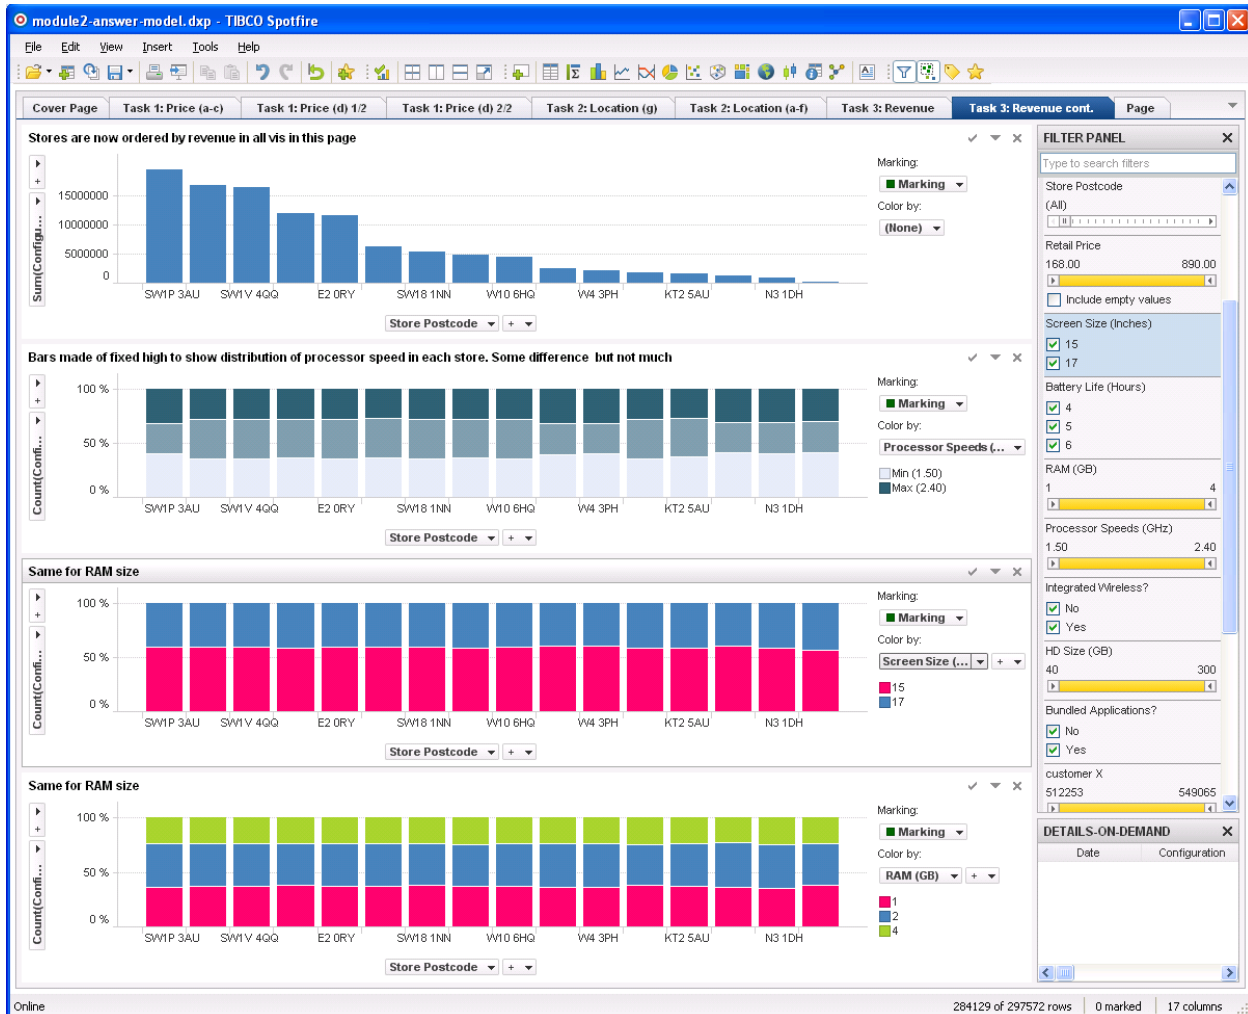 module2-answer-model.dxp - TIBCO Spotfire
File Edit View Insert Tools Help
Cover Page Task 1: Price (a-c) Task 1: Price (d) 1/2 Task 1: Price (d) 2/2 Task 2: Location (g) Task 2: Location (a-f) Task 3: Revenue Task 3: Revenue cont. Page
Stores are now ordered by revenue in all vis in this page
Sum(Configu...
15000000
10000000
5000000
0
SW1P 3AU SW1V 4QQ E2 0RY SW18 1NN W10 6HQ W4 3PH KT2 5AU N3 1DH
Store Postcode +
Marking:
Marking
Color by:
(None)
Bars made of fixed high to show distribution of processor speed in each store. Some difference but not much
Count(Confi...
100 %
50 %
0 %
SW1P 3AU SW1V 4QQ E2 0RY SW18 1NN W10 6HQ W4 3PH KT2 5AU N3 1DH
Store Postcode +
Marking:
Marking
Color by:
Processor Speeds (...
Min (1.50)
Max (2.40)
Same for RAM size
Count(Confi...
100 %
50 %
0 %
SW1P 3AU SW1V 4QQ E2 0RY SW18 1NN W10 6HQ W4 3PH KT2 5AU N3 1DH
Store Postcode +
Marking:
Marking
Color by:
Screen Size (... +
15
17
Same for RAM size
Count(Confi...
100 %
50 %
0 %
SW1P 3AU SW1V 4QQ E2 0RY SW18 1NN W10 6HQ W4 3PH KT2 5AU N3 1DH
Store Postcode +
Marking:
Marking
Color by:
RAM (GB) +
1
2
4
FILTER PANEL
Type to search filters
Store Postcode
(All)
Retail Price
168.00 890.00
Include empty values
Screen Size (Inches)
15
17
Battery Life (Hours)
4
5
6
RAM (GB)
1 4
Processor Speeds (GHz)
1.50 2.40
Integrated Wireless?
No
Yes
HD Size (GB)
40 300
Bundled Applications?
No
Yes
customer X
512253 549065
DETAILS-ON-DEMAND
Date Configuration
Online 284129 of 297572 rows 0 marked 17 columns